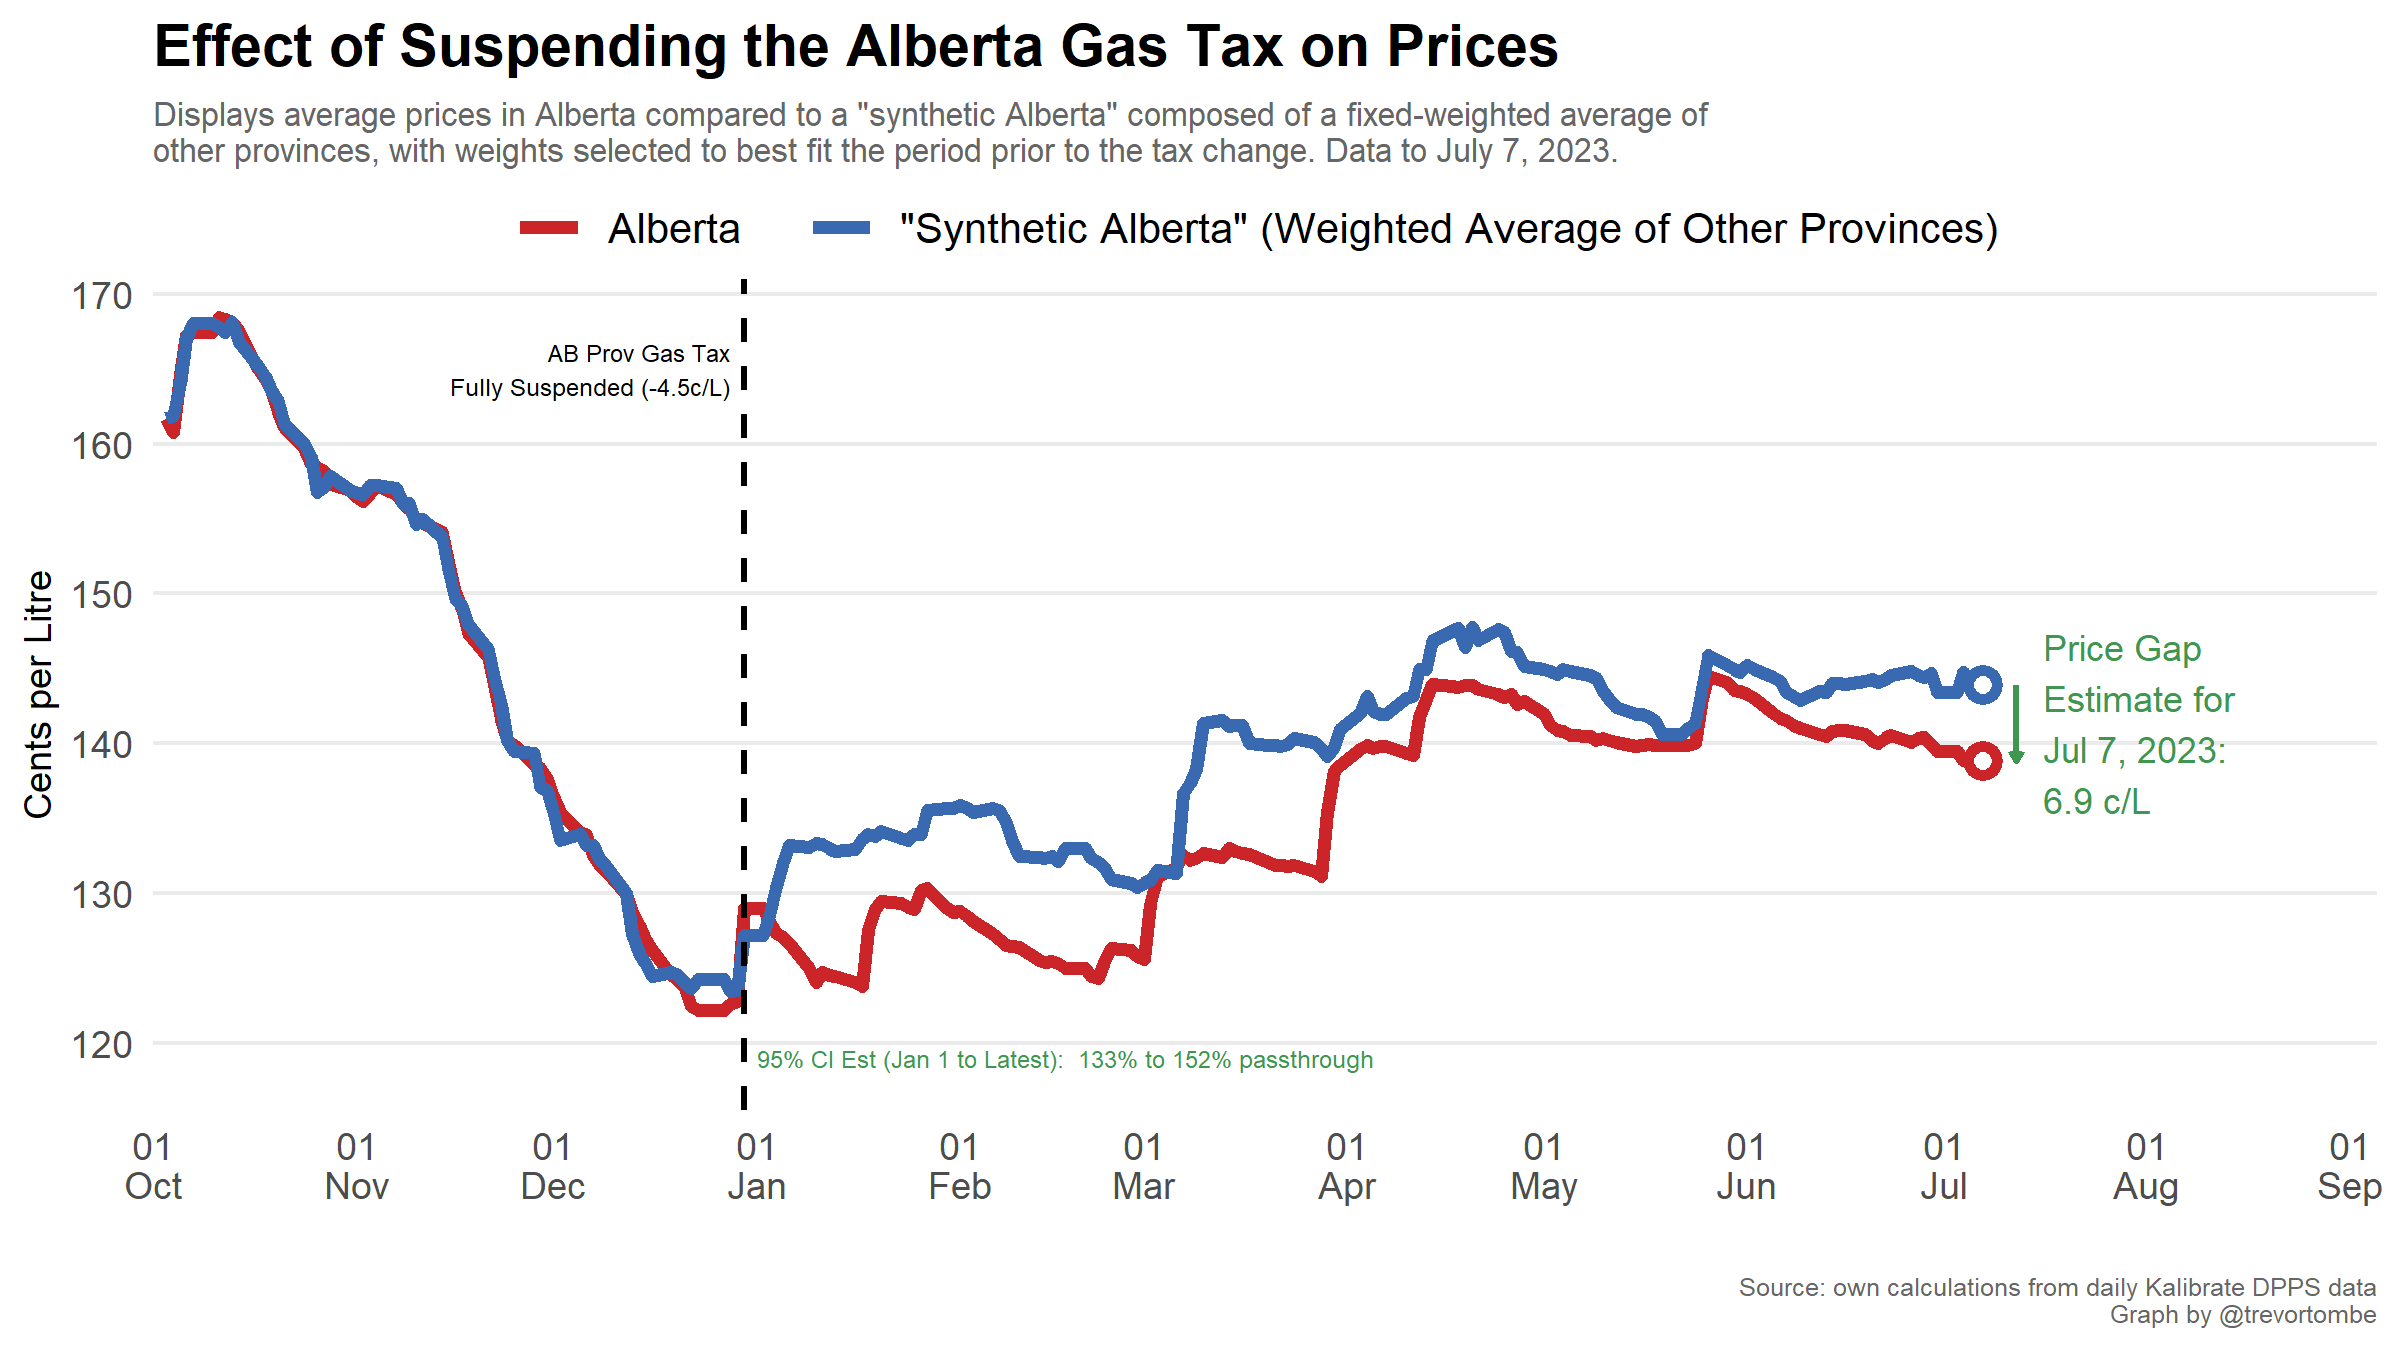 Effect of Suspending the Alberta Gas Tax on Prices
Displays average prices in Alberta compared to a "synthetic Alberta" composed of a fixed-weighted average of
other provinces, with weights selected to best fit the period prior to the tax change. Data to July 7, 2023.
Alberta
"Synthetic Alberta" (Weighted Average of Other Provinces)
Cents per Litre
170
160
150
140
130
120
AB Prov Gas Tax
Fully Suspended (-4.5c/L)
Price Gap
Estimate for
Jul 7, 2023:
6.9 c/L
95% CI Est (Jan 1 to Latest):  133% to 152% passthrough
01
Oct
01
Nov
01
Dec
01
Jan
01
Feb
01
Mar
01
Apr
01
May
01
Jun
01
Jul
01
Aug
01
Sep
Source: own calculations from daily Kalibrate DPPS data
Graph by @trevortombe